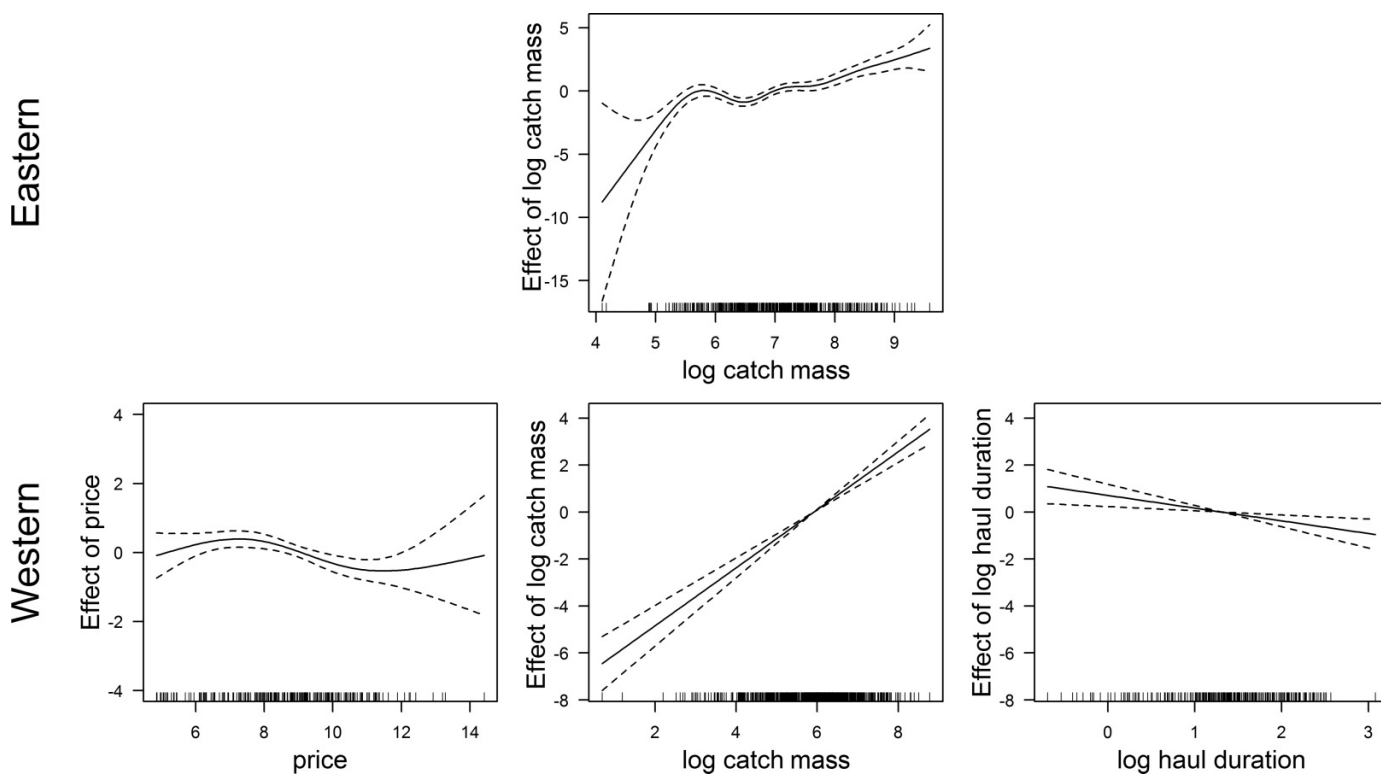 Eastern
Effect of log catch mass
5
0
-5
-10
-15
4 5 6 7 8 9
log catch mass
Western
Effect of price
4
2
0
-2
-4
6 8 10 12 14
price
Effect of log catch mass
4
2
0
-2
-4
-6
-8
2 4 6 8
log catch mass
Effect of log haul duration
4
2
0
-2
-4
-6
-8
0 1 2 3
log haul duration